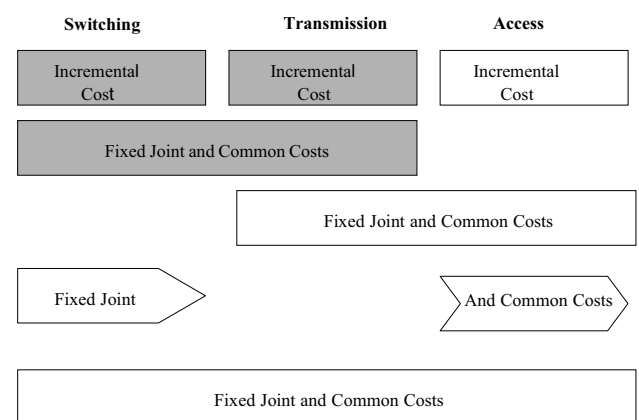 Switching Transmission Access
Incremental Incremental Incremental
Cost Cost Cost
Fixed Joint and Common Costs
Fixed Joint and Common Costs
Fixed Joint And Common Costs
Fixed Joint and Common Costs